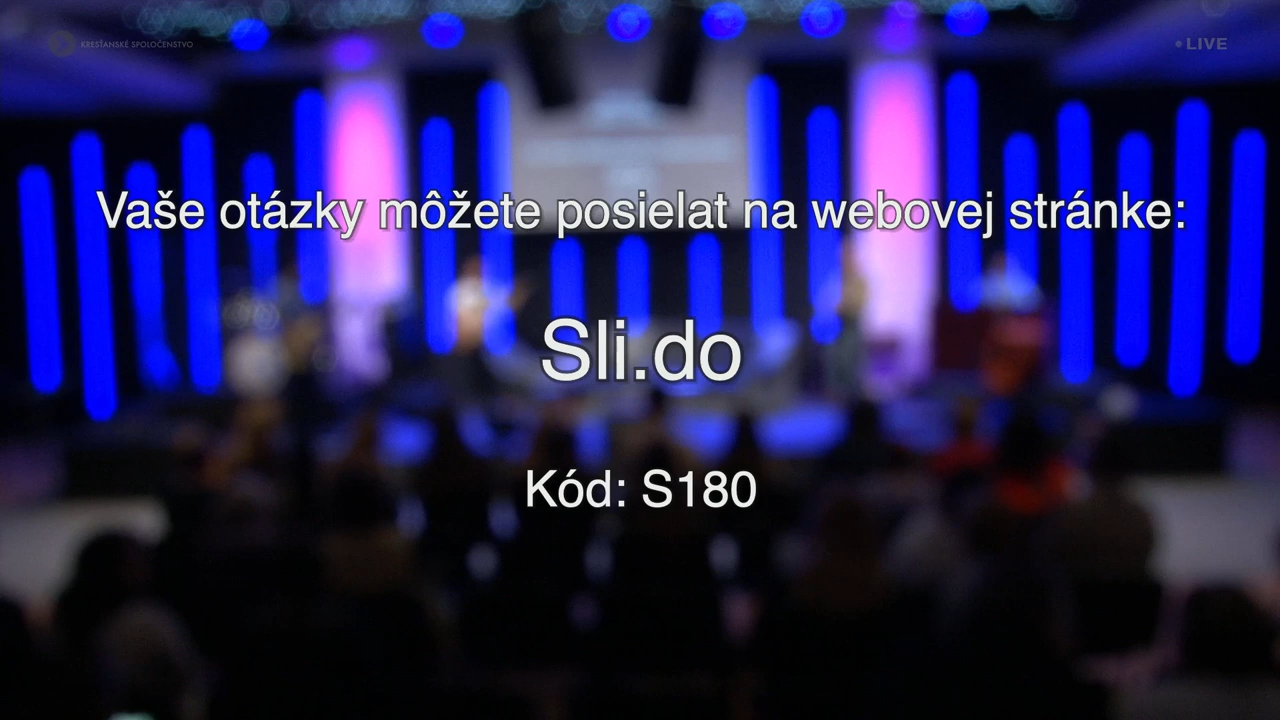 KRESŤANSKÉ SPOLOČENSTVO
LIVE
Vaše otázky môžete posielat na webovej stránke:
Sli.do
Kód: S180